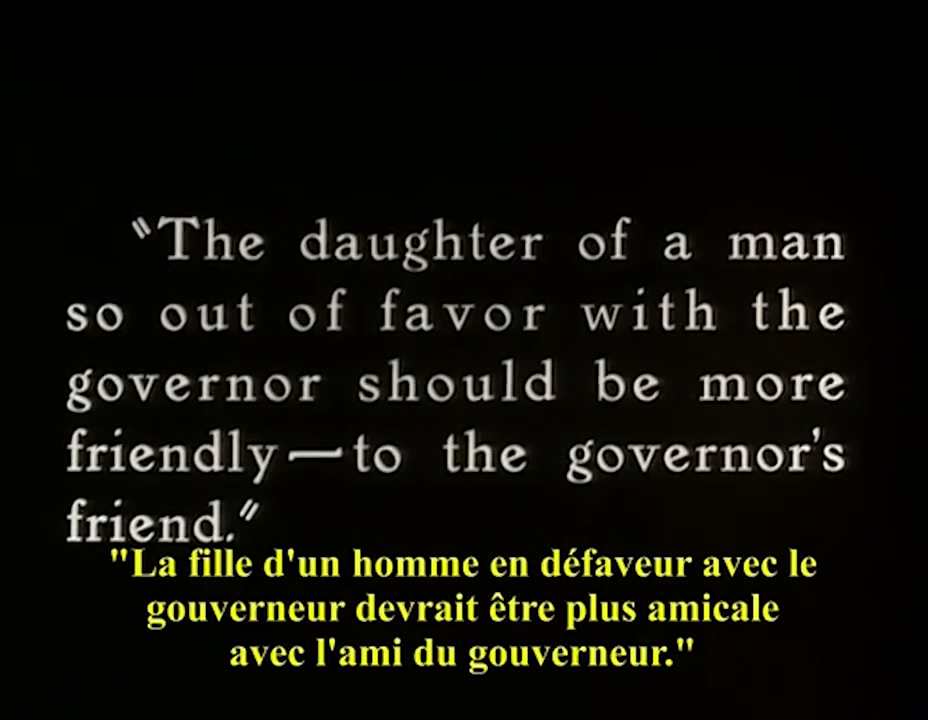 "The daughter of a man
so out of favor with the
governor should be more
friendly—to the governor's
friend."
"La fille d'un homme en défaveur avec le
gouverneur devrait être plus amicale
avec l'ami du gouverneur."